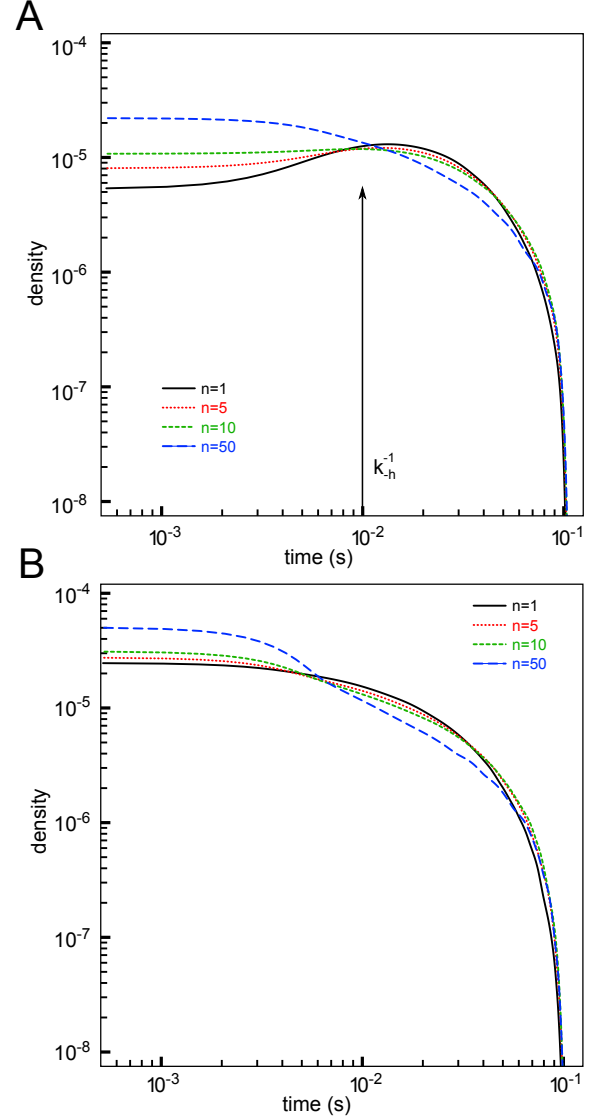 A
10⁻⁴
10⁻⁵
10⁻⁶
10⁻⁷
10⁻⁸
density
n=1
n=5
n=10
n=50
k₋ₕ⁻¹
10⁻³
10⁻²
10⁻¹
time (s)
B
10⁻⁴
10⁻⁵
10⁻⁶
10⁻⁷
10⁻⁸
density
n=1
n=5
n=10
n=50
10⁻³
10⁻²
10⁻¹
time (s)